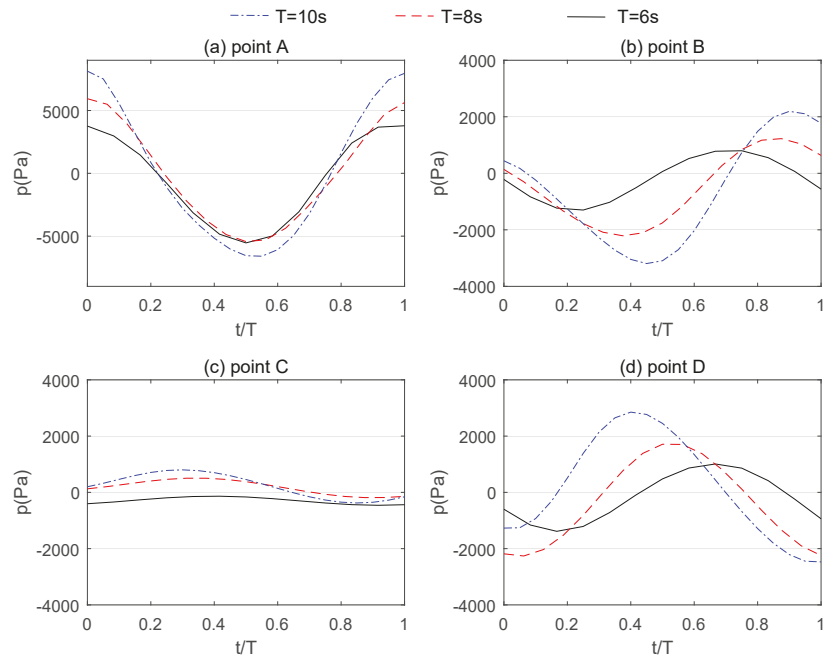 T=10s T=8s T=6s
(a) point A
(b) point B
5000
0
-5000
p(Pa)
0 0.2 0.4 0.6 0.8 1
t/T
4000
2000
0
-2000
-4000
p(Pa)
0 0.2 0.4 0.6 0.8 1
t/T
(c) point C
(d) point D
4000
2000
0
-2000
-4000
p(Pa)
0 0.2 0.4 0.6 0.8 1
t/T
4000
2000
0
-2000
-4000
p(Pa)
0 0.2 0.4 0.6 0.8 1
t/T